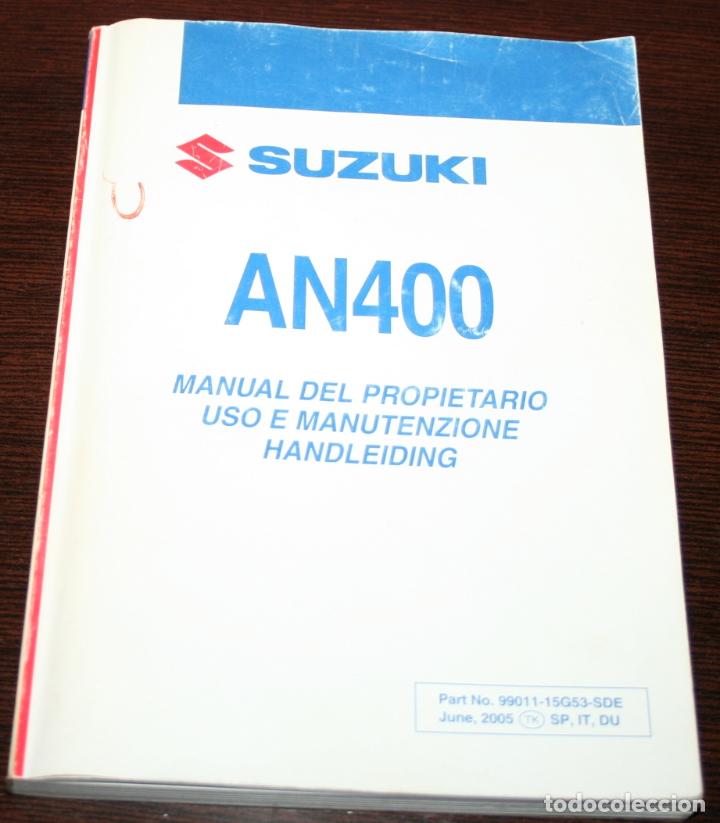 SUZUKI
AN400
MANUAL DEL PROPIETARIO
USO E MANUTENZIONE
HANDLEIDING
Part No. 99011-15G53-SDE
June, 2005 TK SP, IT, DU
todocoleccion